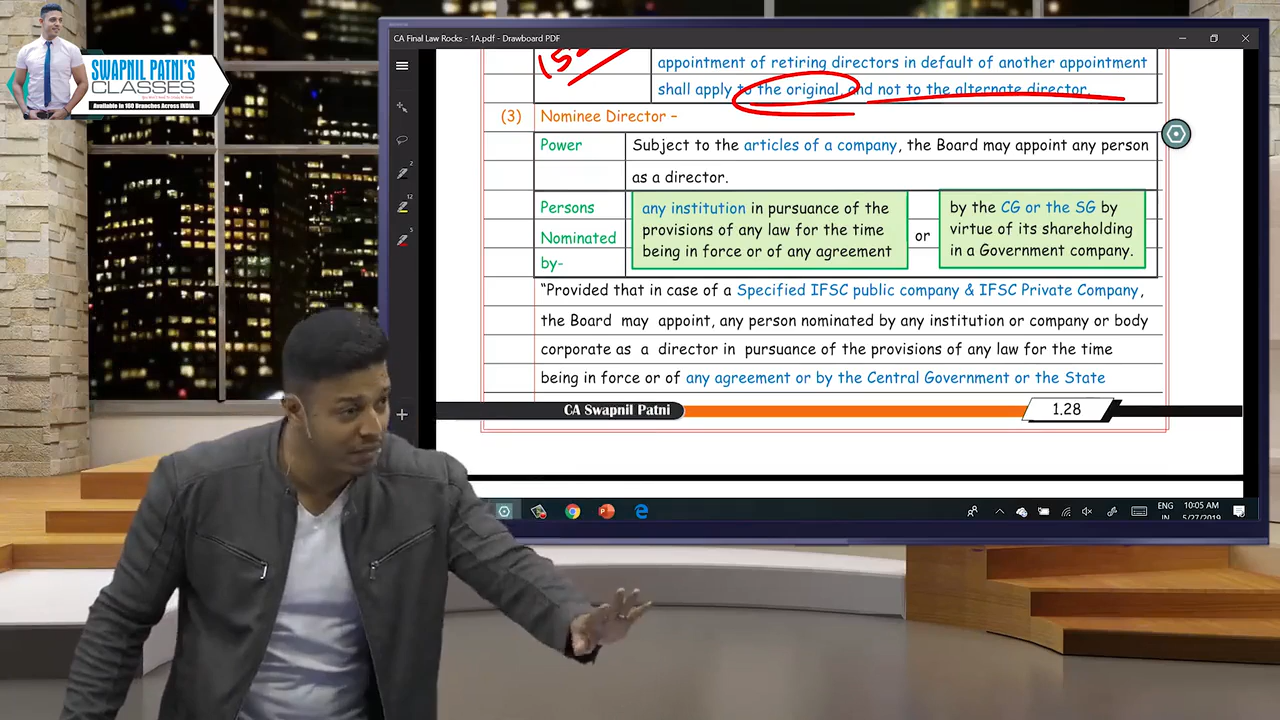 SWAPNIL PATNI'S
CLASSES
Available in 160 Branches Across INDIA
CA Final Law Rocks - 1A.pdf - Drawboard PDF
appointment of retiring directors in default of another appointment
shall apply to the original, and not to the alternate director.
(3) Nominee Director –
Power Subject to the articles of a company, the Board may appoint any person
as a director.
Persons
Nominated
by-
any institution in pursuance of the
provisions of any law for the time
being in force or of any agreement
or
by the CG or the SG by
virtue of its shareholding
in a Government company.
"Provided that in case of a Specified IFSC public company & IFSC Private Company,
the Board may appoint, any person nominated by any institution or company or body
corporate as a director in pursuance of the provisions of any law for the time
being in force or of any agreement or by the Central Government or the State
CA Swapnil Patni
1.28
2
12
5
ENG
IN
10:05 AM
5/27/2019